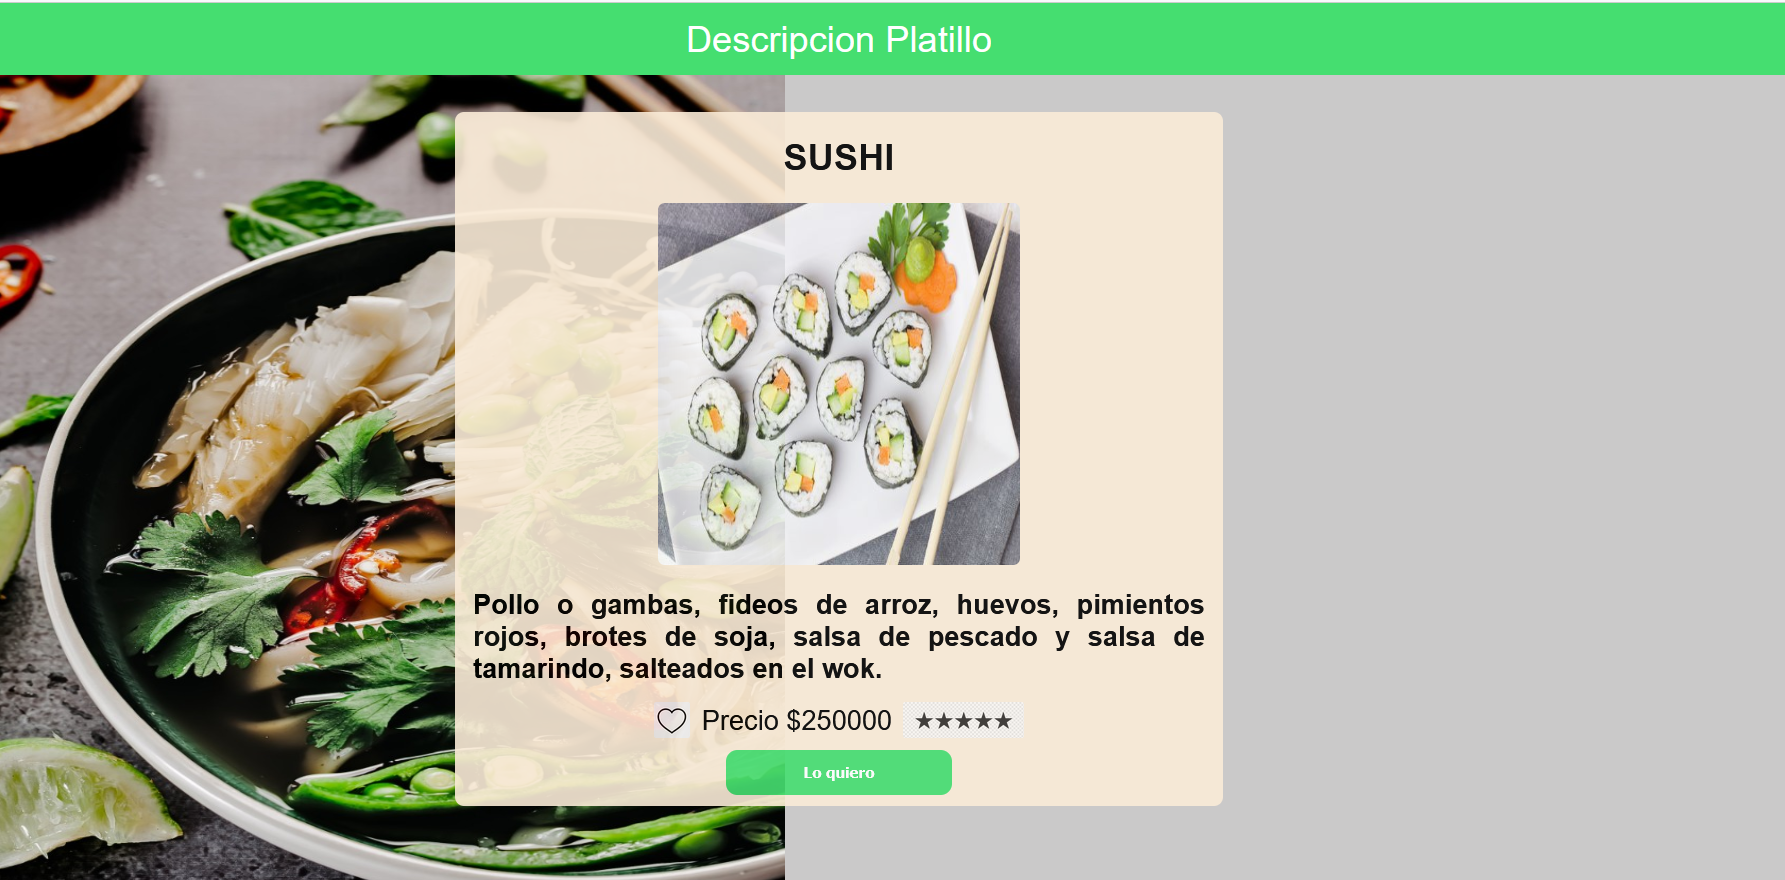 Descripcion Platillo
SUSHI
Pollo o gambas, fideos de arroz, huevos, pimientos
rojos, brotes de soja, salsa de pescado y salsa de
tamarindo, salteados en el wok.
Precio $250000 ★★★★★
Lo quiero